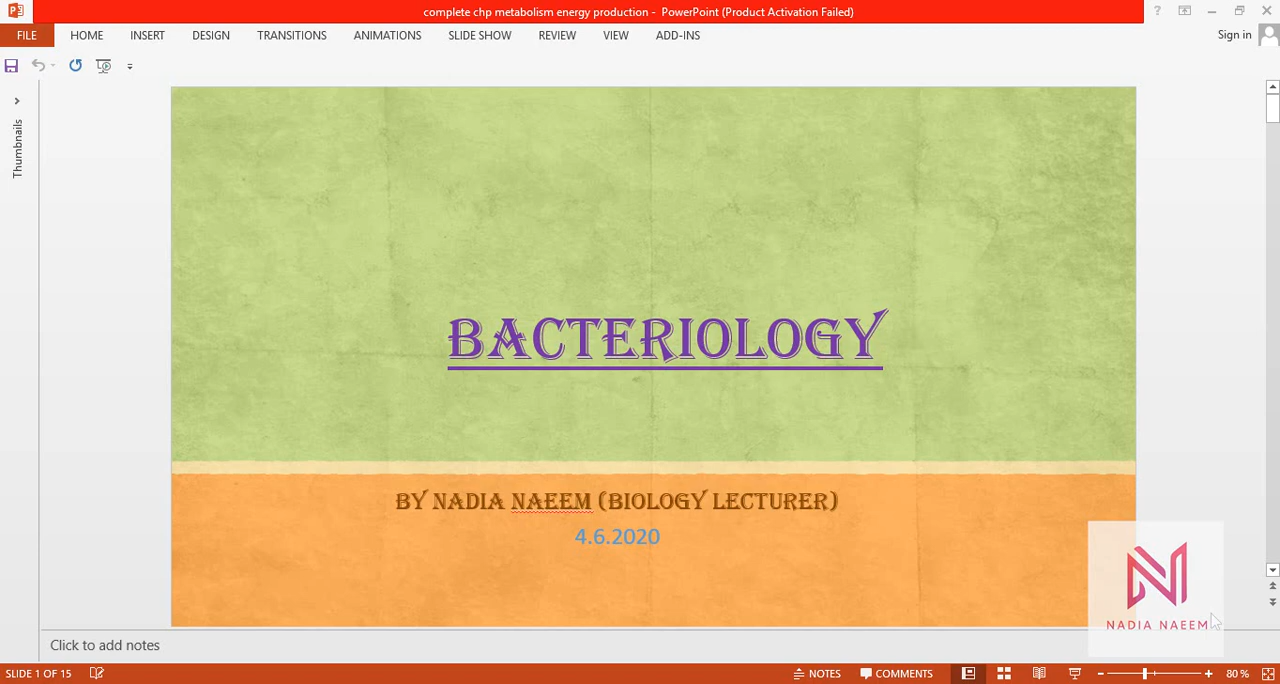 complete chp metabolism energy production - PowerPoint (Product Activation Failed)
FILE HOME INSERT DESIGN TRANSITIONS ANIMATIONS SLIDE SHOW REVIEW VIEW ADD-INS Sign in
Thumbnails
BACTERIOLOGY
BY NADIA NAEEM (BIOLOGY LECTURER)
4.6.2020
NADIA NAEEM
Click to add notes
SLIDE 1 OF 15 NOTES COMMENTS 80 %